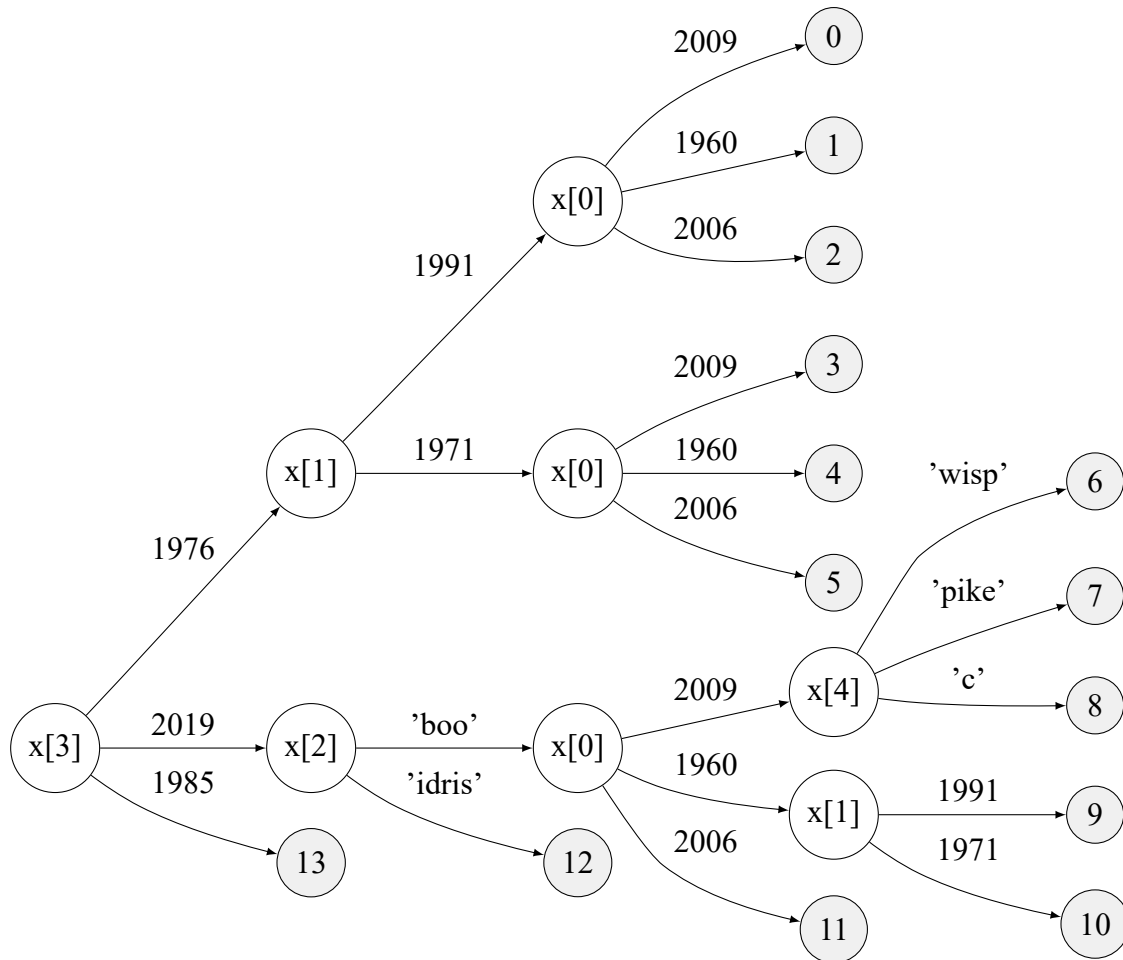 2009
0
1960
1
x[0]
2006
2
1991
2009
3
x[1]
1971
x[0]
1960
4
2006
5
’wisp’
6
1976
’pike’
7
2009
x[4]
’c’
8
x[3]
2019
x[2]
’boo’
x[0]
1985
’idris’
1960
x[1]
1991
9
13
12
2006
1971
11
10